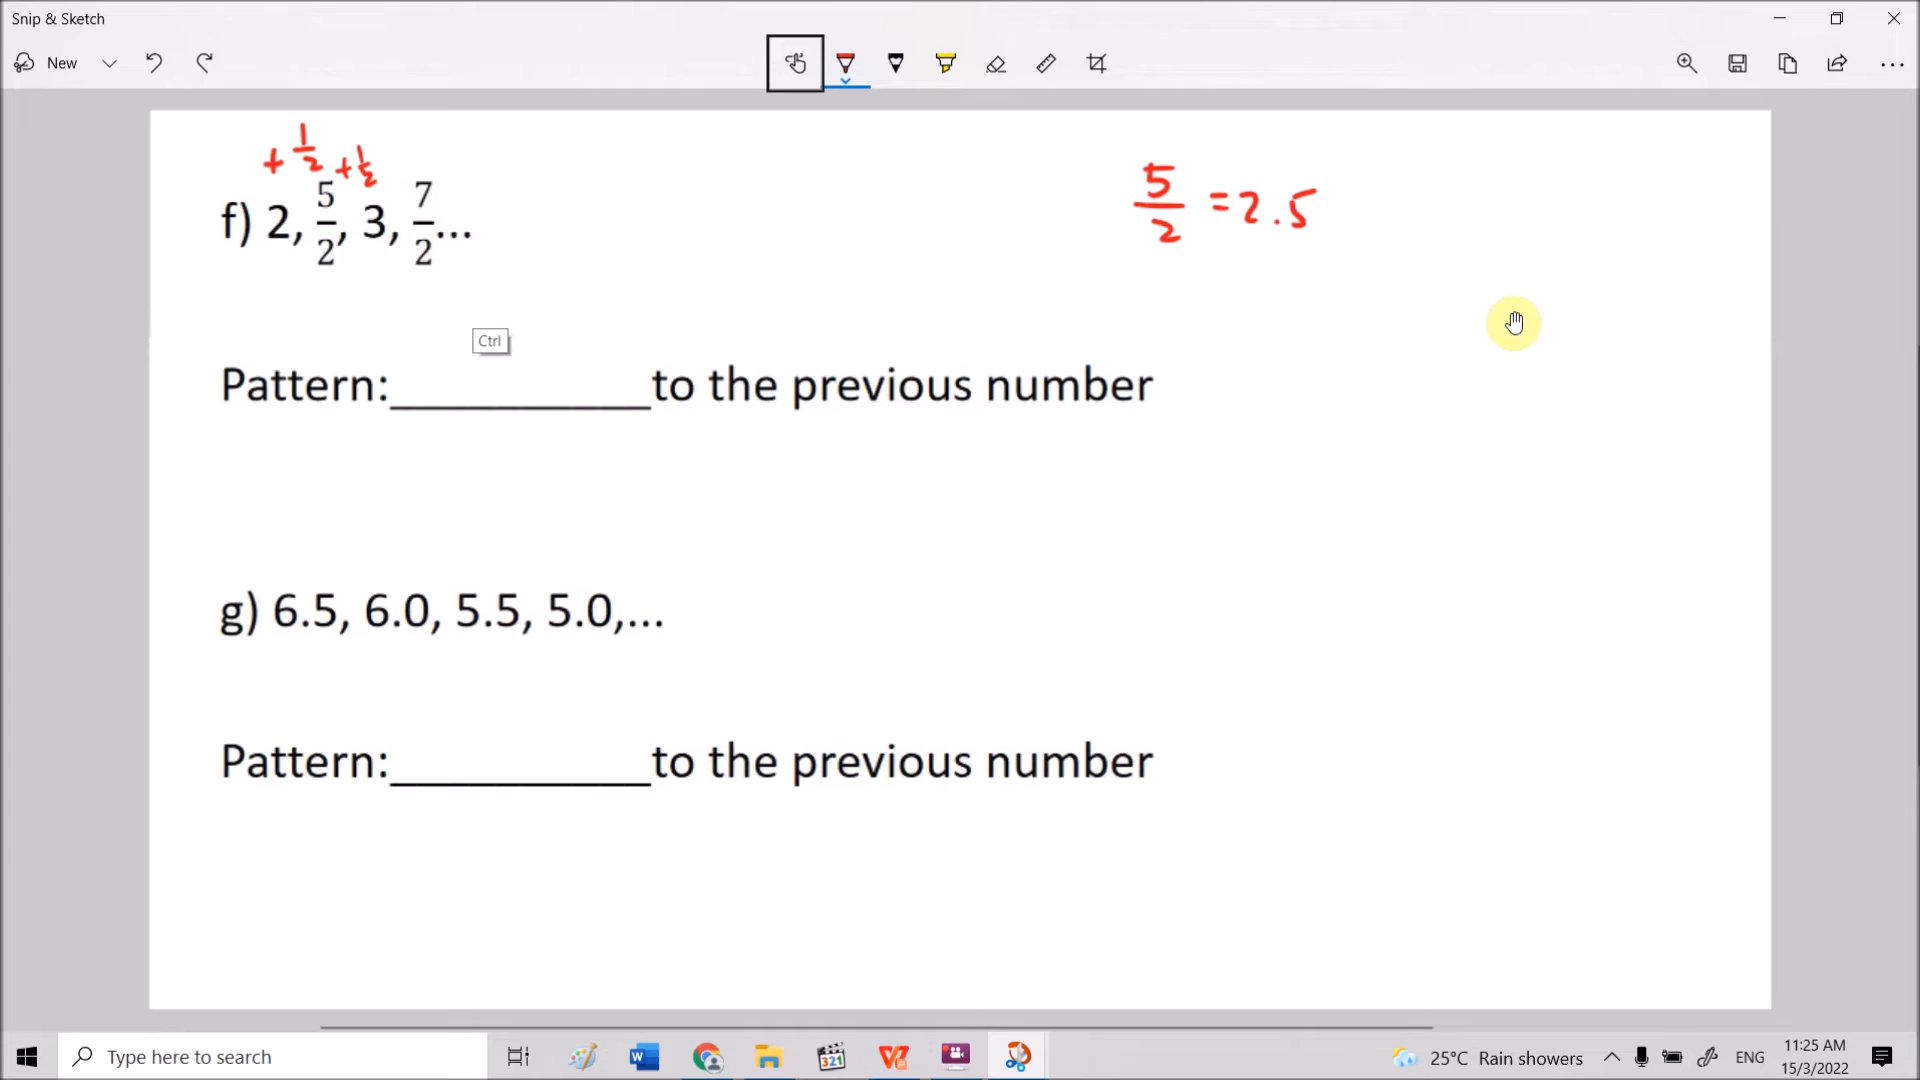 Snip & Sketch
New
+ 1/2 + 1/2
f) 2, 5/2, 3, 7/2...
5/2 = 2.5
Ctrl
Pattern:___________to the previous number
g) 6.5, 6.0, 5.5, 5.0,...
Pattern:___________to the previous number
Type here to search
321
25°C Rain showers
ENG
11:25 AM
15/3/2022